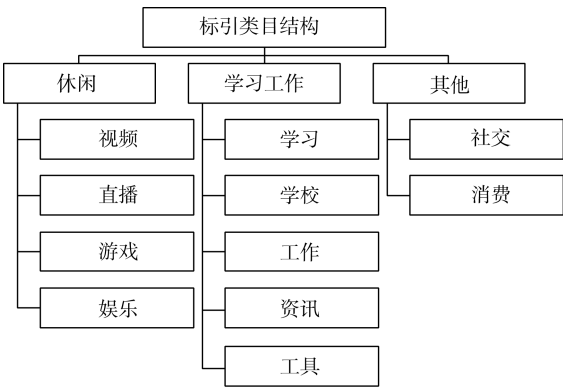 标引类目结构
休闲
学习工作
其他
视频
学习
社交
直播
学校
消费
游戏
工作
娱乐
资讯
工具